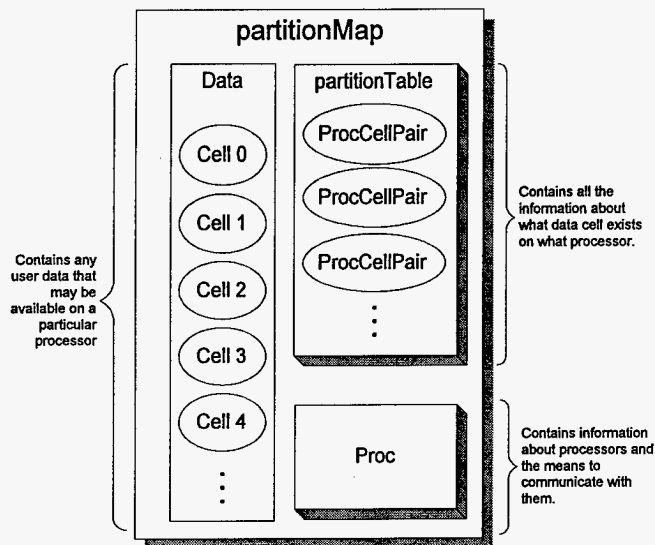 partitionMap
Data
Cell 0
Cell 1
Cell 2
Cell 3
Cell 4
partitionTable
ProcCellPair
ProcCellPair
ProcCellPair
Proc
Contains any
user data that
may be
available on a
particular
processor
Contains all the
information about
what data cell exists
on what processor.
Contains information
about processors and
the means to
communicate with
them.